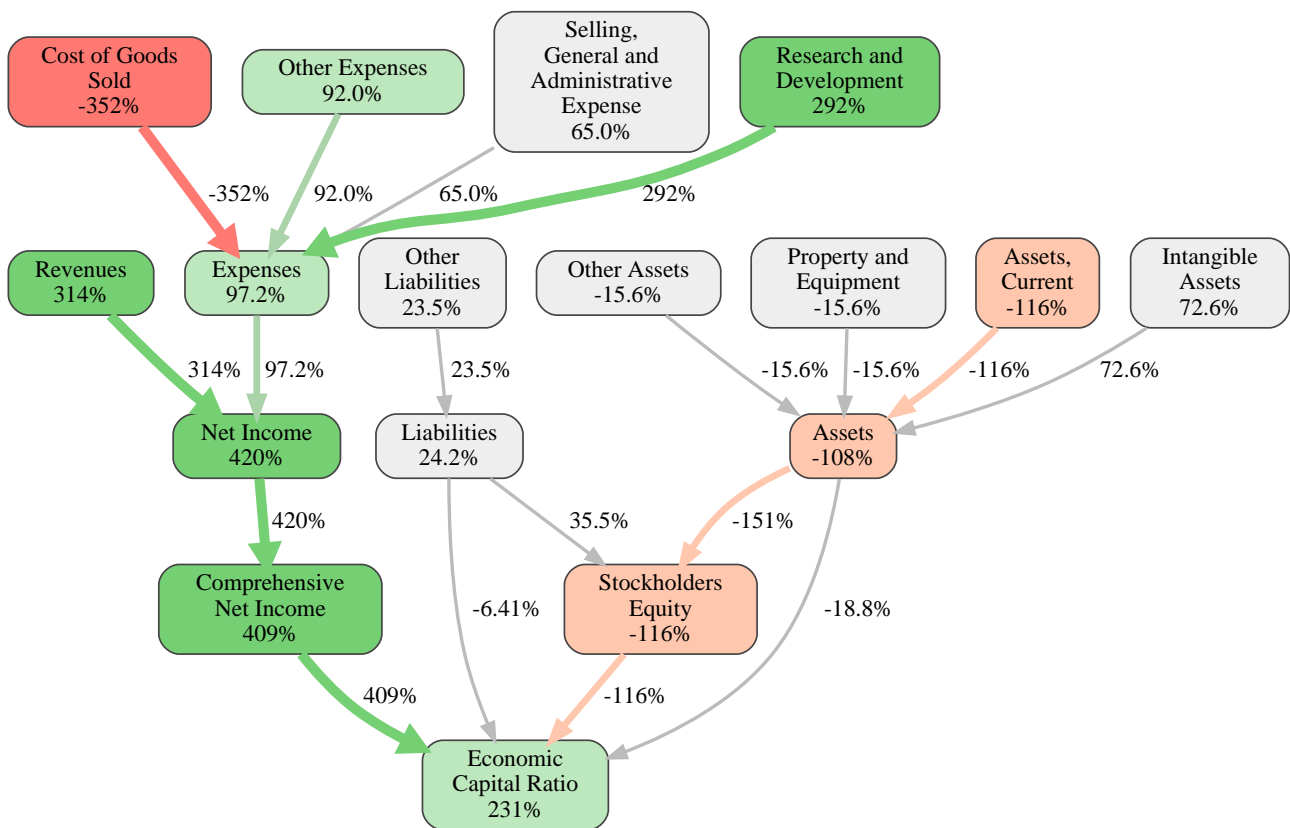 Cost of Goods
Sold
-352%
Other Expenses
92.0%
Selling,
General and
Administrative
Expense
65.0%
Research and
Development
292%
-352%
92.0%
65.0%
292%
Revenues
314%
Expenses
97.2%
Other
Liabilities
23.5%
Other Assets
-15.6%
Property and
Equipment
-15.6%
Assets,
Current
-116%
Intangible
Assets
72.6%
314%
97.2%
23.5%
-15.6%
-15.6%
-116%
72.6%
Net Income
420%
Liabilities
24.2%
Assets
-108%
420%
35.5%
-151%
Comprehensive
Net Income
409%
-6.41%
Stockholders
Equity
-116%
-18.8%
409%
-116%
Economic
Capital Ratio
231%